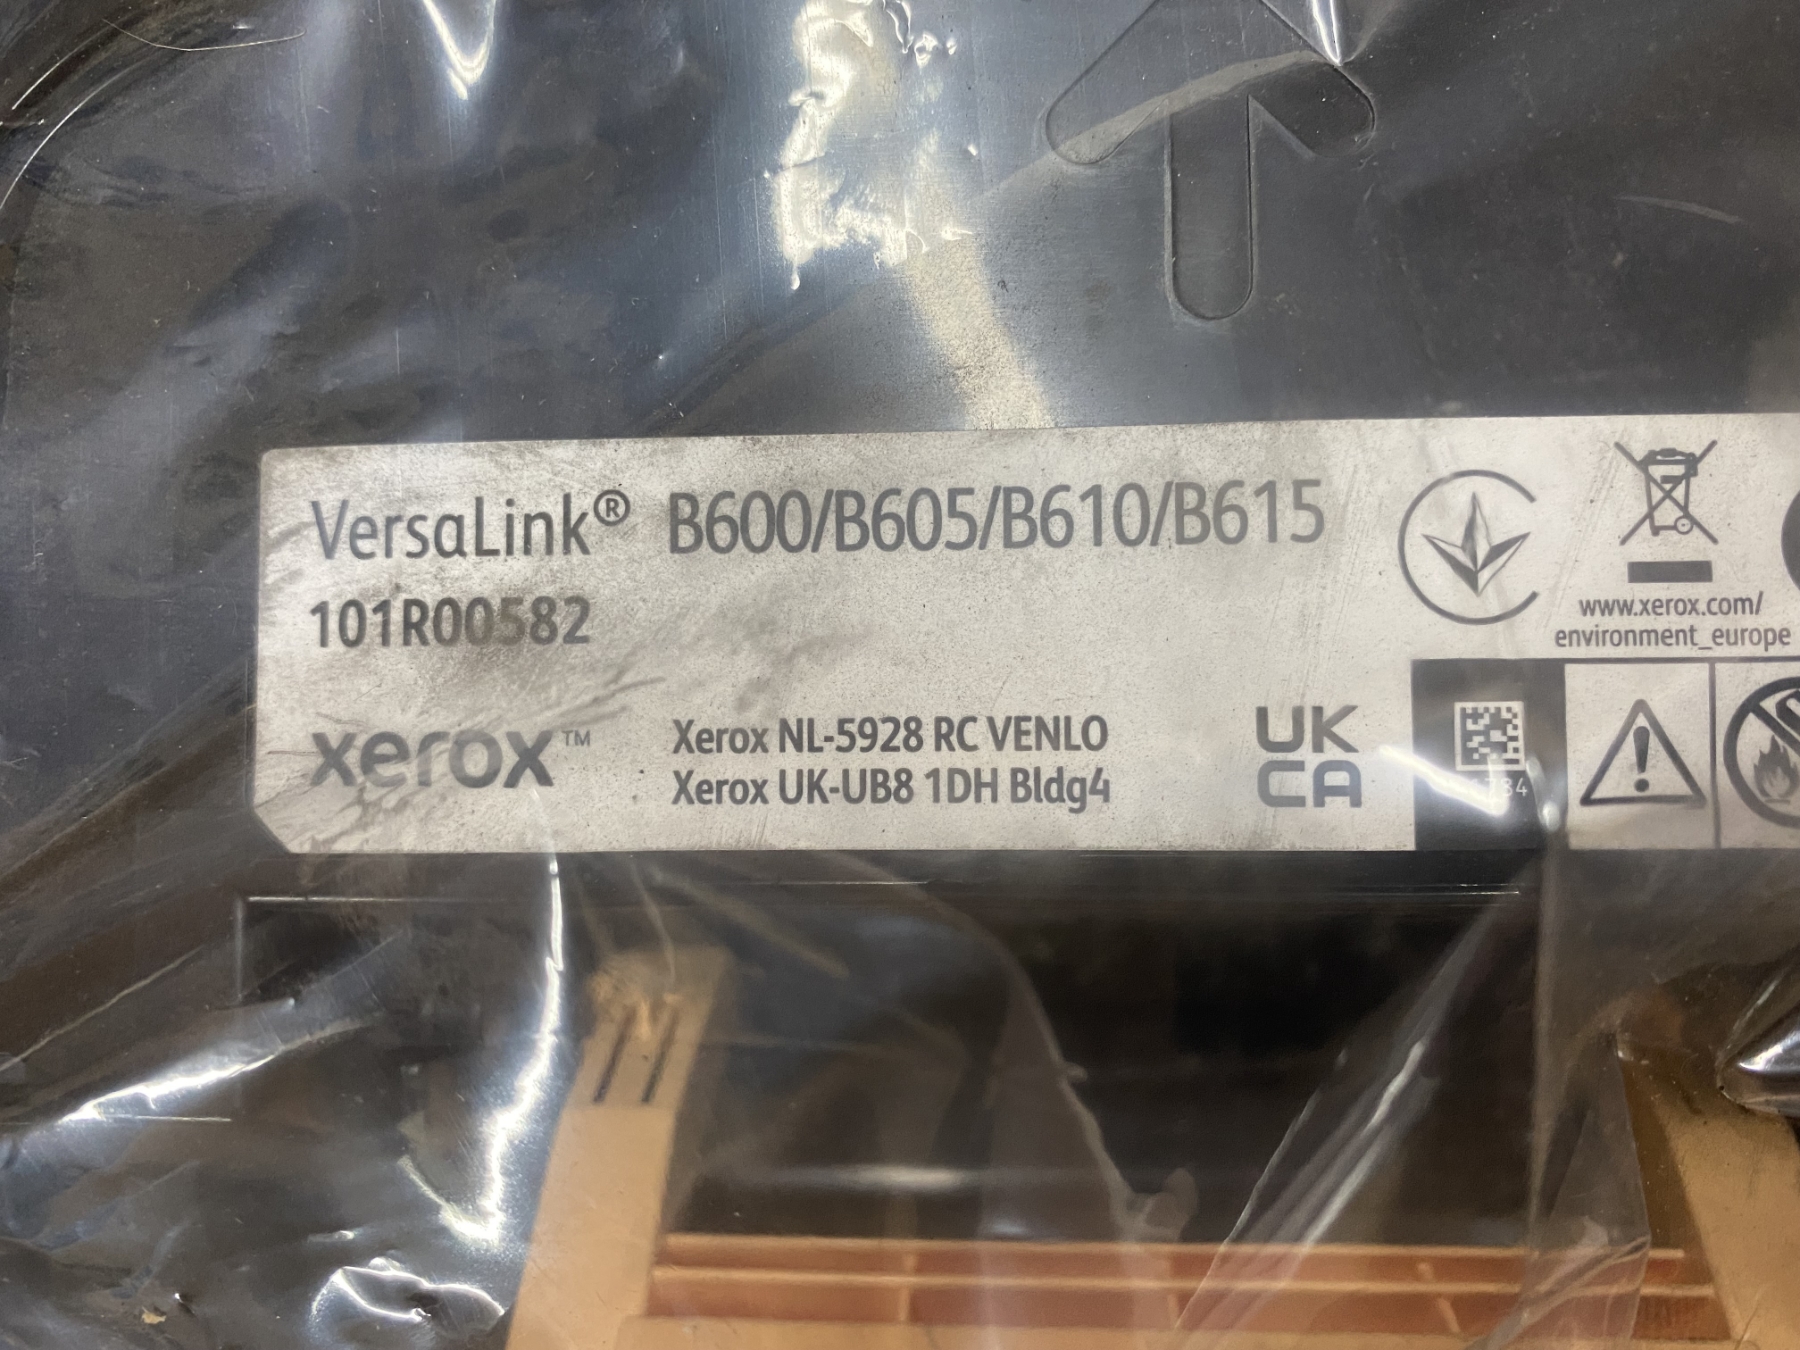 VersaLink® B600/B605/B610/B615
101R00582
xerox™
Xerox NL-5928 RC VENLO
Xerox UK-UB8 1DH Bldg4
UK
CA
www.xerox.com/
environment_europe